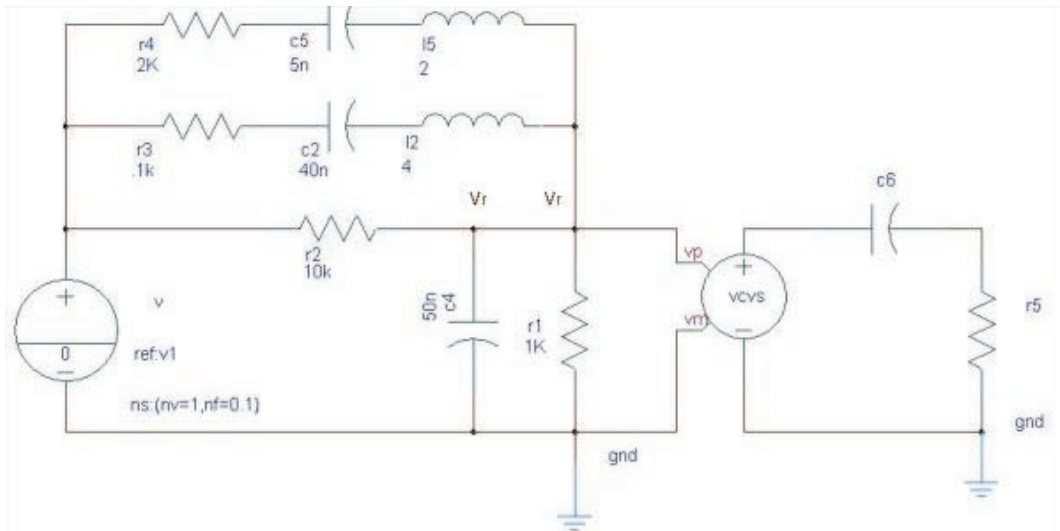 r4
2K
c5
5n
l5
2
r3
.1k
c2
40n
l2
4
c6
Vr
Vr
r2
10k
vp
vm
vcvs
50n
c4
r1
1K
r5
v
0
ref:v1
ns:(nv=1,nf=0.1)
gnd
gnd